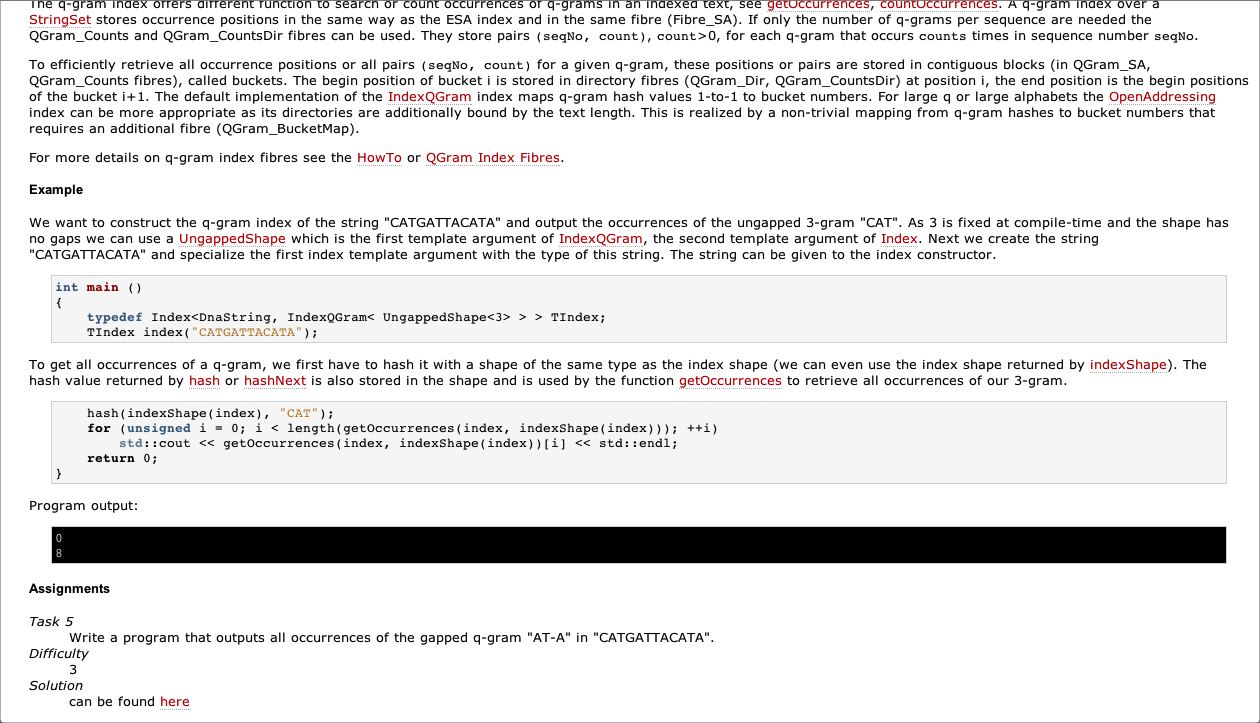 The q-gram index offers different function to search or count occurrences of q-grams in an indexed text, see getOccurrences, countOccurrences. A q-gram index over a
StringSet stores occurrence positions in the same way as the ESA index and in the same fibre (Fibre_SA). If only the number of q-grams per sequence are needed the
QGram_Counts and QGram_CountsDir fibres can be used. They store pairs (seqNo, count), count>0, for each q-gram that occurs counts times in sequence number seqNo.
To efficiently retrieve all occurrence positions or all pairs (seqNo, count) for a given q-gram, these positions or pairs are stored in contiguous blocks (in QGram_SA,
QGram_Counts fibres), called buckets. The begin position of bucket i is stored in directory fibres (QGram_Dir, QGram_CountsDir) at position i, the end position is the begin positions
of the bucket i+1. The default implementation of the IndexQGram index maps q-gram hash values 1-to-1 to bucket numbers. For large q or large alphabets the OpenAddressing
index can be more appropriate as its directories are additionally bound by the text length. This is realized by a non-trivial mapping from q-gram hashes to bucket numbers that
requires an additional fibre (QGram_BucketMap).
For more details on q-gram index fibres see the HowTo or QGram Index Fibres.
Example
We want to construct the q-gram index of the string "CATGATTACATA" and output the occurrences of the ungapped 3-gram "CAT". As 3 is fixed at compile-time and the shape has
no gaps we can use a UngappedShape which is the first template argument of IndexQGram, the second template argument of Index. Next we create the string
"CATGATTACATA" and specialize the first index template argument with the type of this string. The string can be given to the index constructor.
int main ()
{
    typedef Index<DnaString, IndexQGram< UngappedShape<3> > > TIndex;
    TIndex index("CATGATTACATA");
To get all occurrences of a q-gram, we first have to hash it with a shape of the same type as the index shape (we can even use the index shape returned by indexShape). The
hash value returned by hash or hashNext is also stored in the shape and is used by the function getOccurrences to retrieve all occurrences of our 3-gram.
    hash(indexShape(index), "CAT");
    for (unsigned i = 0; i < length(getOccurrences(index, indexShape(index))); ++i)
        std::cout << getOccurrences(index, indexShape(index))[i] << std::endl;
    return 0;
}
Program output:
0
8
Assignments
Task 5
Write a program that outputs all occurrences of the gapped q-gram "AT-A" in "CATGATTACATA".
Difficulty
3
Solution
can be found here